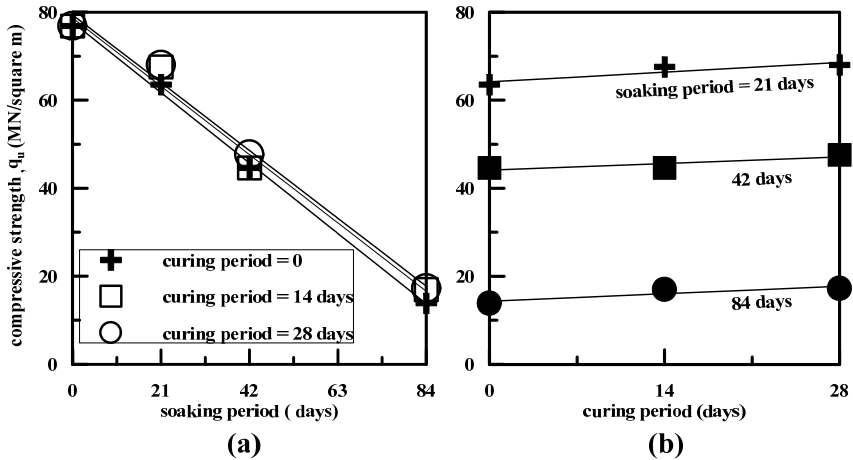 compressive strength ,qu (MN/square m)
80
60
40
20
0
curing period = 0
curing period = 14 days
curing period = 28 days
0 21 42 63 84
soaking period ( days)
(a)
80
60
40
20
0
soaking period = 21 days
42 days
84 days
0 14 28
curing period (days)
(b)